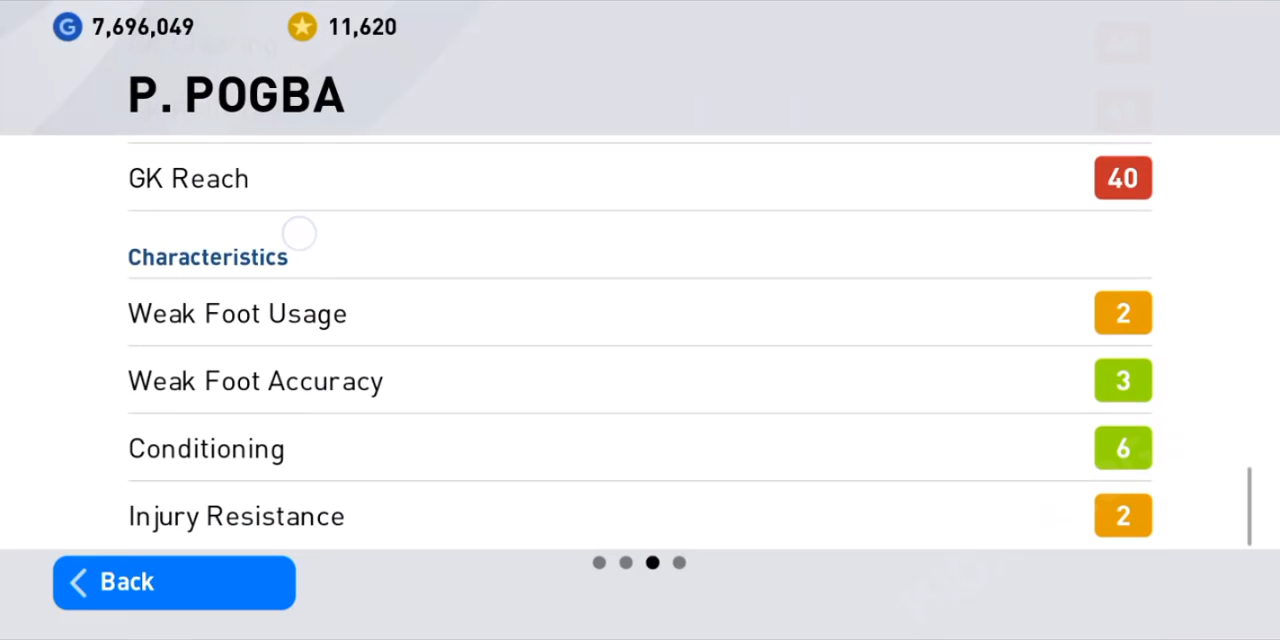 G 7,696,049 11,620
P. POGBA
GK Reach 40
Characteristics
Weak Foot Usage 2
Weak Foot Accuracy 3
Conditioning 6
Injury Resistance 2
Back